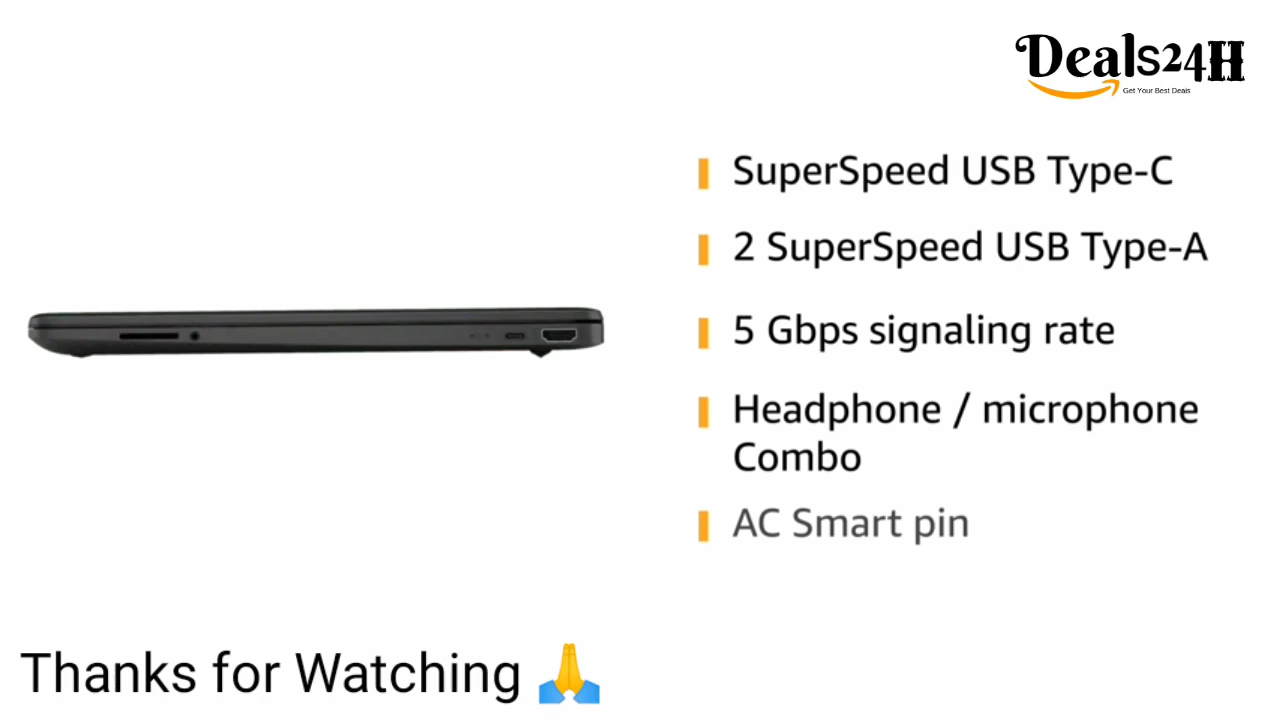 Deals24H
Get Your Best Deals
SuperSpeed USB Type-C
2 SuperSpeed USB Type-A
5 Gbps signaling rate
Headphone / microphone
Combo
AC Smart pin
Thanks for Watching 🙏